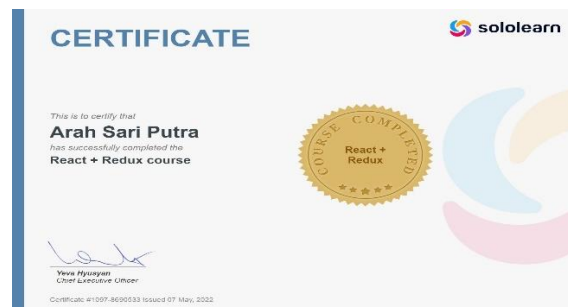 CERTIFICATE
sololearn
This is to certify that
Arah Sari Putra
has successfully completed the
React + Redux course
COURSE COMPLETED
React +
Redux
Yeva Hyusyan
Chief Executive Officer
Certificate #1097-8690533 Issued 07 May, 2022